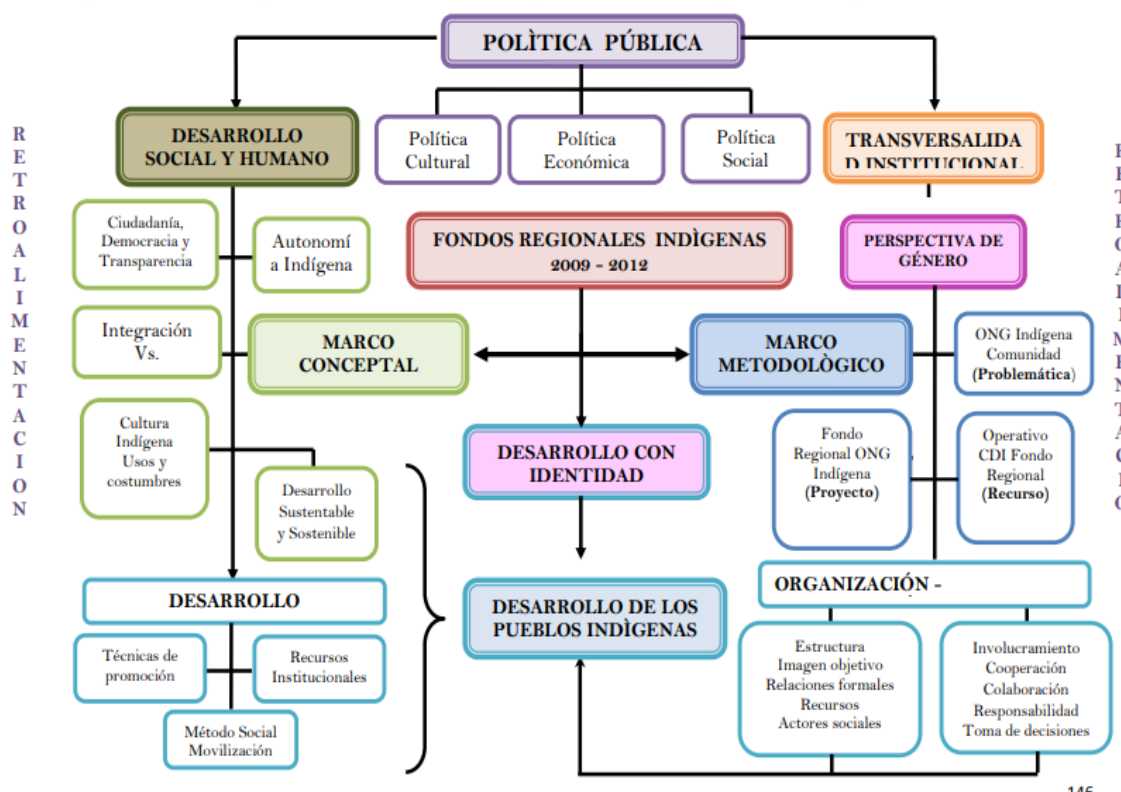 POLÌTICA PÚBLICA
DESARROLLO
SOCIAL Y HUMANO
Política
Cultural
Política
Económica
Política
Social
TRANSVERSALIDA
D INSTITUCIONAL
RETROALIMENTACION
Ciudadanía,
Democracia y
Transparencia
Autonomí
a Indígena
FONDOS REGIONALES INDÌGENAS
2009 - 2012
PERSPECTIVA DE
GÉNERO
Integración
Vs.
MARCO
CONCEPTAL
MARCO
METODOLÒGICO
ONG Indígena
Comunidad
(Problemática)
Cultura
Indígena
Usos y
costumbres
Desarrollo
Sustentable
y Sostenible
DESARROLLO CON
IDENTIDAD
Fondo
Regional ONG
Indígena
(Proyecto)
Operativo
CDI Fondo
Regional
(Recurso)
DESARROLLO
Técnicas de
promoción
Recursos
Institucionales
Método Social
Movilización
DESARROLLO DE LOS
PUEBLOS INDÌGENAS
ORGANIZACIÓN -
Estructura
Imagen objetivo
Relaciones formales
Recursos
Actores sociales
Involucramiento
Cooperación
Colaboración
Responsabilidad
Toma de decisiones